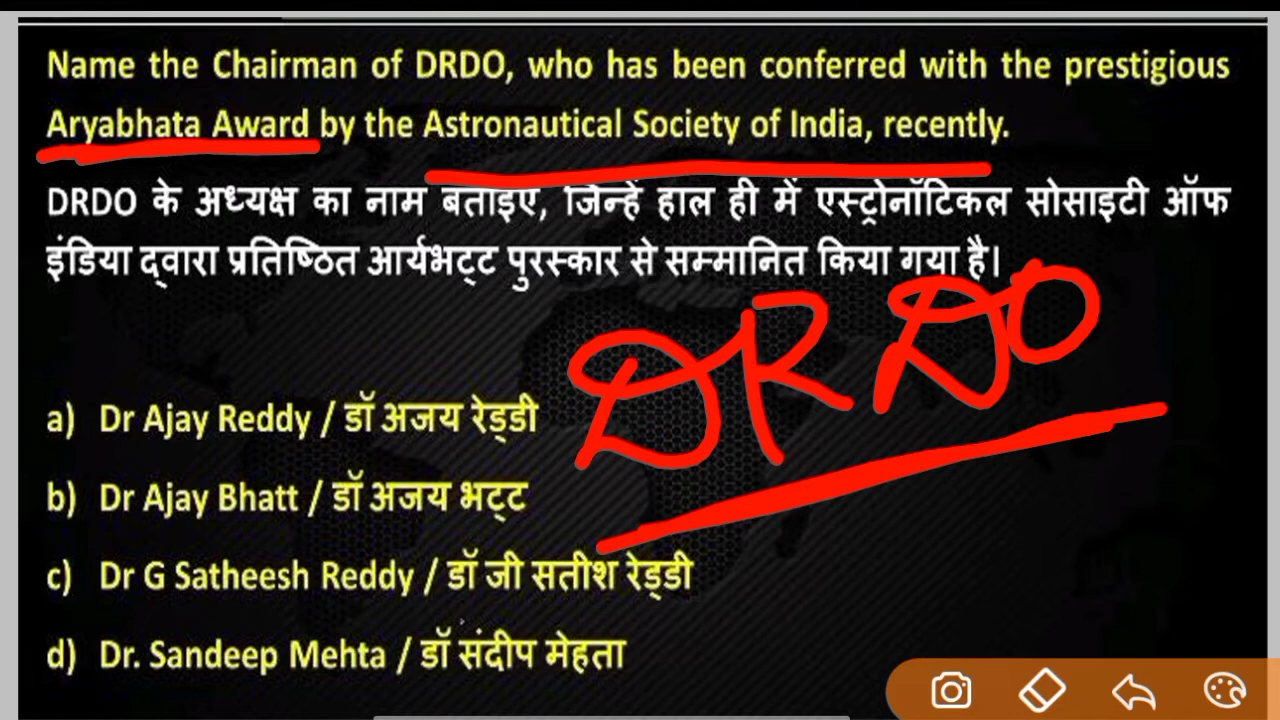 Name the Chairman of DRDO, who has been conferred with the prestigious
Aryabhata Award by the Astronautical Society of India, recently.
DRDO के अध्यक्ष का नाम बताइए, जिन्हें हाल ही में एस्ट्रोनॉटिकल सोसाइटी ऑफ
इंडिया द्वारा प्रतिष्ठित आर्यभट्ट पुरस्कार से सम्मानित किया गया है।
DRDO
a) Dr Ajay Reddy / डॉ अजय रेड्डी
b) Dr Ajay Bhatt / डॉ अजय भट्ट
c) Dr G Satheesh Reddy / डॉ जी सतीश रेड्डी
d) Dr. Sandeep Mehta / डॉ संदीप मेहता